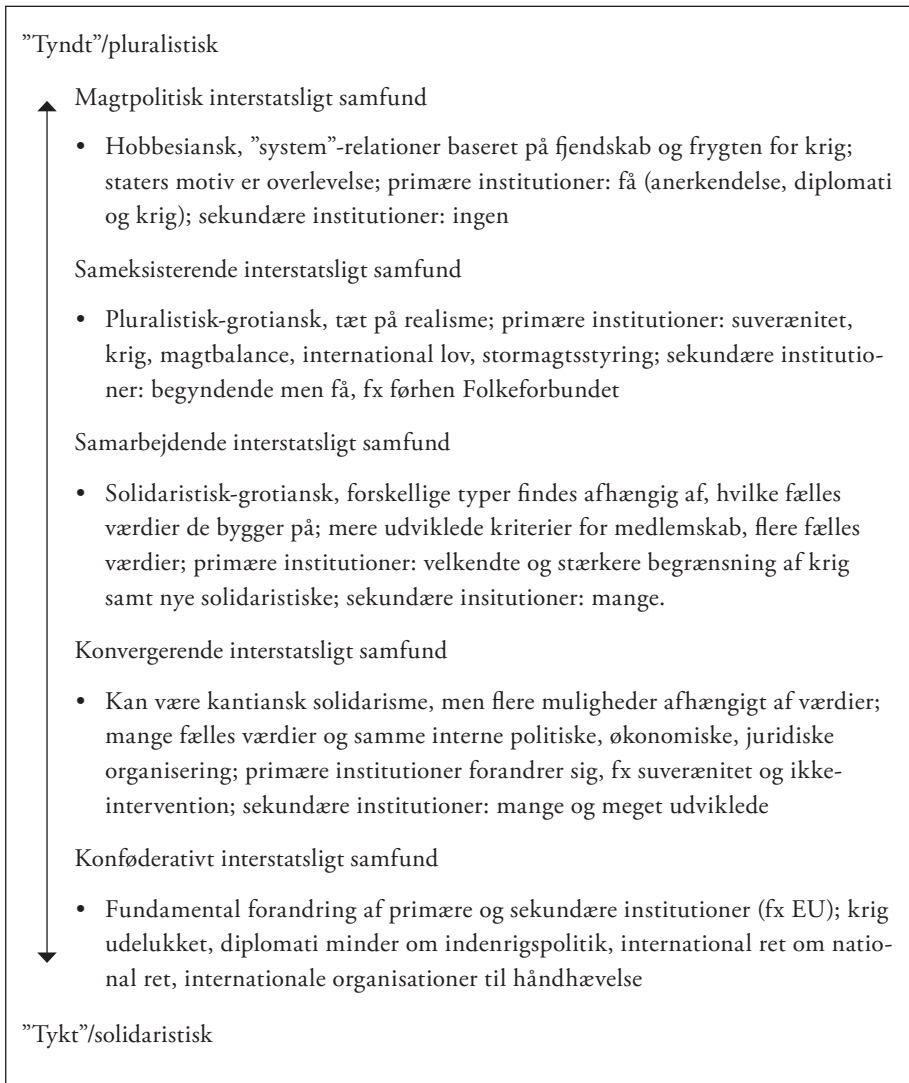 ”Tyndt”/pluralistisk
Magtpolitisk interstatsligt samfund
• Hobbesiansk, ”system”-relationer baseret på fjendskab og frygten for krig;
staters motiv er overlevelse; primære institutioner: få (anerkendelse, diplomati
og krig); sekundære institutioner: ingen
Sameksisterende interstatsligt samfund
• Pluralistisk-grotiansk, tæt på realisme; primære institutioner: suverænitet,
krig, magtbalance, international lov, stormagtsstyring; sekundære institutio-
ner: begyndende men få, fx førhen Folkeforbundet
Samarbejdende interstatsligt samfund
• Solidaristisk-grotiansk, forskellige typer findes afhængig af, hvilke fælles
værdier de bygger på; mere udviklede kriterier for medlemskab, flere fælles
værdier; primære institutioner: velkendte og stærkere begrænsning af krig
samt nye solidaristiske; sekundære insitutioner: mange.
Konvergerende interstatsligt samfund
• Kan være kantiansk solidarisme, men flere muligheder afhængigt af værdier;
mange fælles værdier og samme interne politiske, økonomiske, juridiske
organisering; primære institutioner forandrer sig, fx suverænitet og ikke-
intervention; sekundære institutioner: mange og meget udviklede
Konføderativt interstatsligt samfund
• Fundamental forandring af primære og sekundære institutioner (fx EU); krig
udelukket, diplomati minder om indenrigspolitik, international ret om nati-
onal ret, internationale organisationer til håndhævelse
”Tykt”/solidaristisk